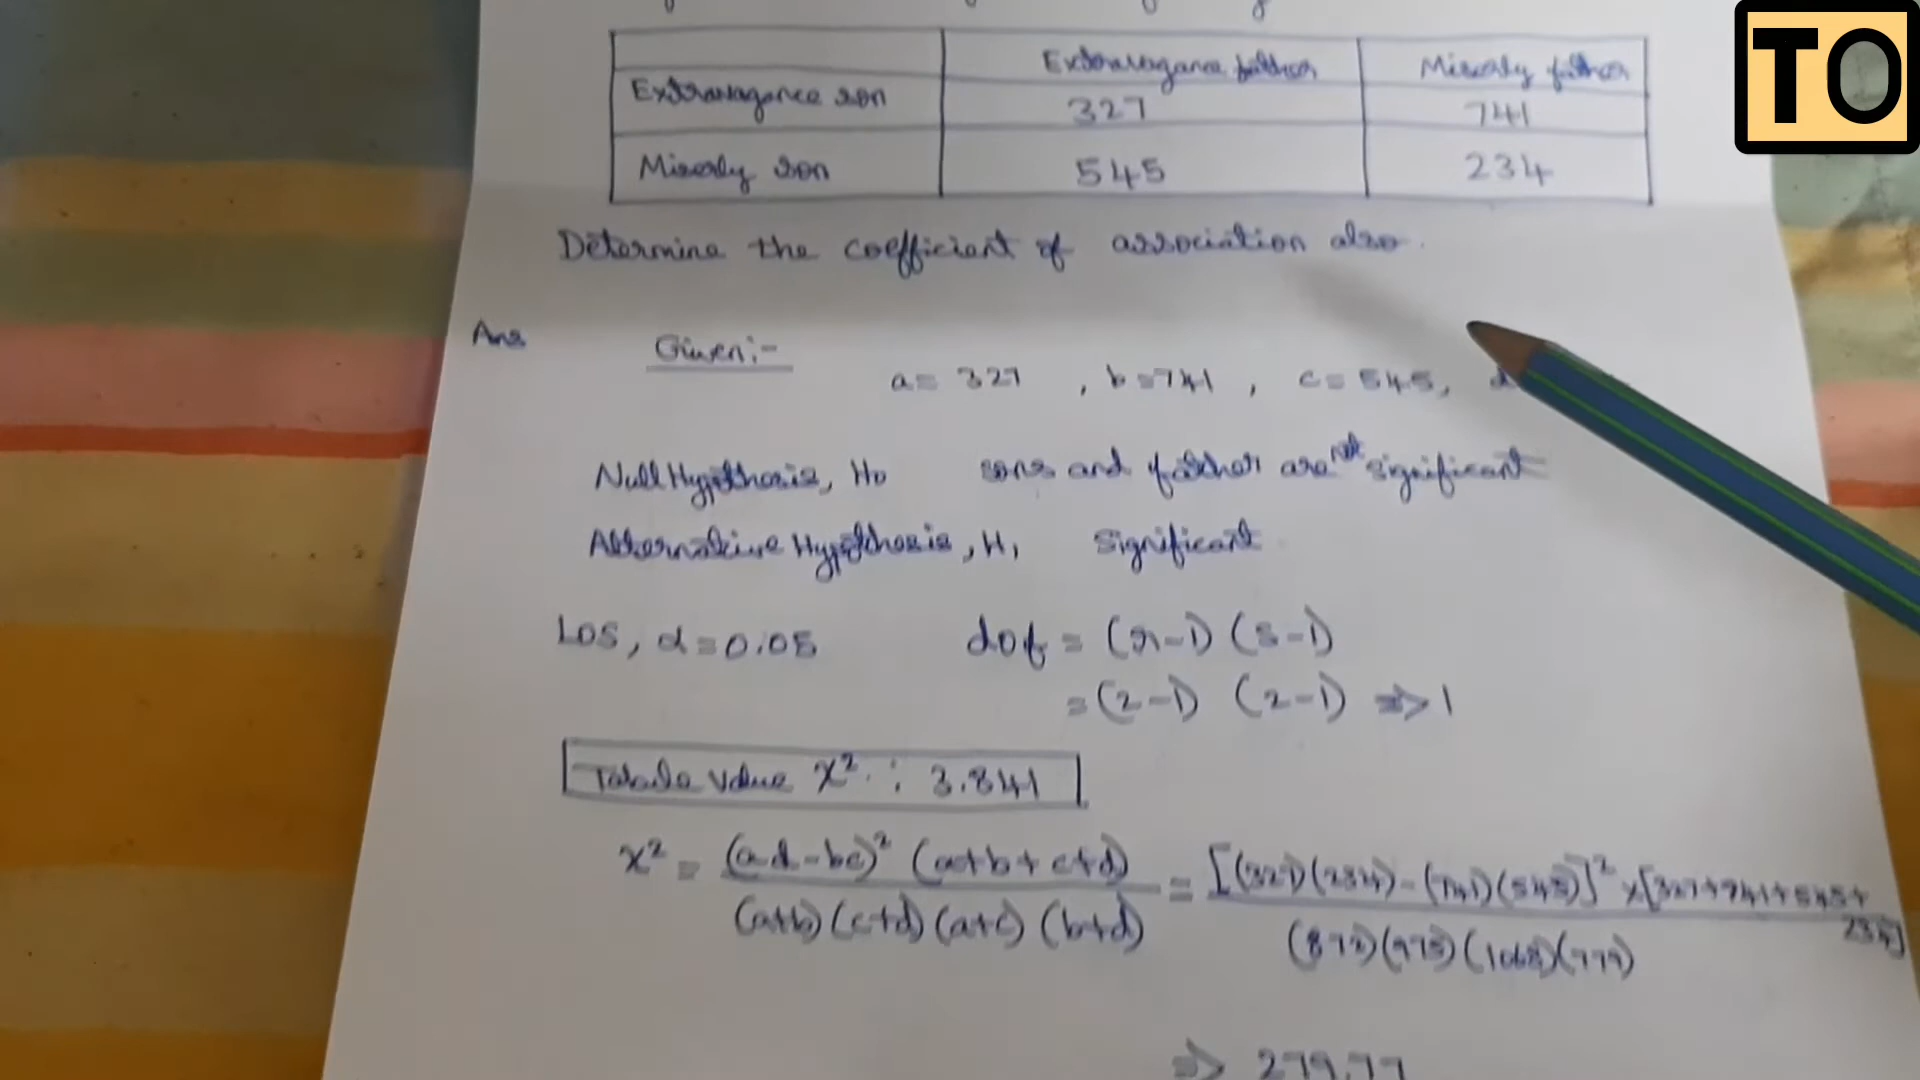 TO
Extravagance father Miserly father
Extravagance son 327 741
Miserly son 545 234
Determine the coefficient of association also.
Ans Given:-
a = 327 , b = 741 , c = 545, d
Null Hypothesis, H0 sons and father are not significant
Alternative Hypothesis, H1 Significant
LOS, α = 0.05 dof = (r-1) (s-1)
= (2-1) (2-1) => 1
Table Value χ² : 3.841
χ² = (ad-bc)² (a+b+c+d) / (a+b) (c+d) (a+c) (b+d) = [(327)(234) - (741)(545)]² x [327+741+545+234] / (872)(975)(1068)(779)
=> 279.77